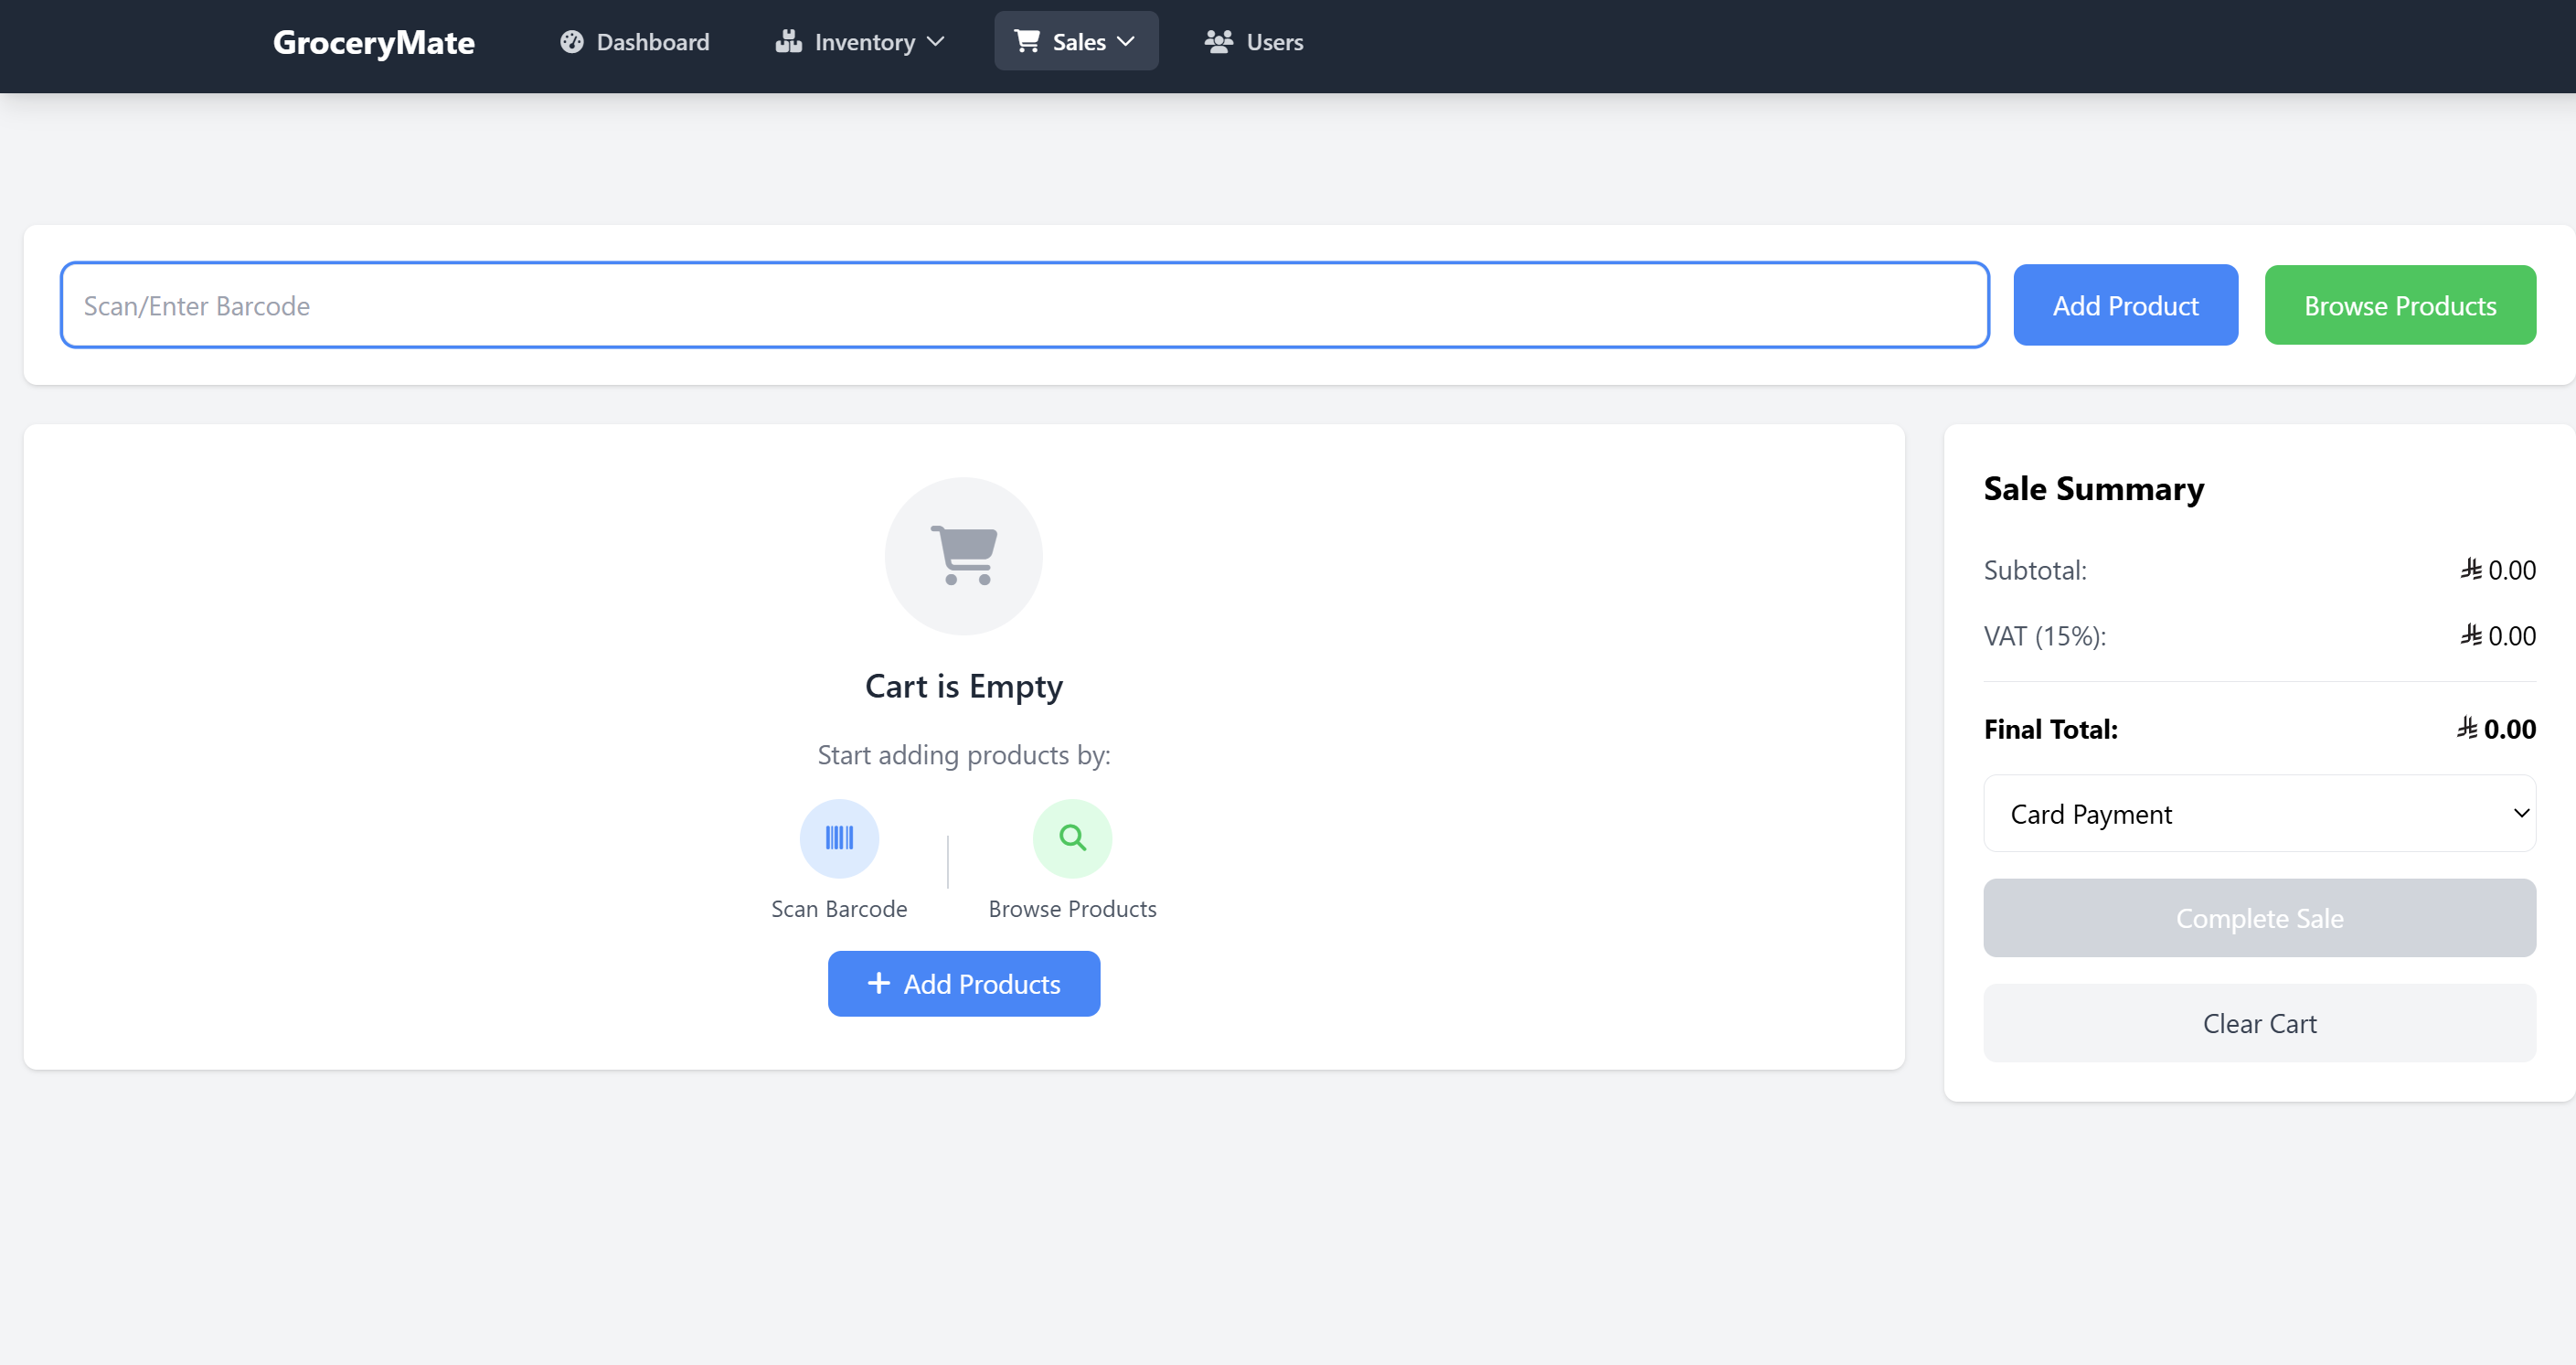 GroceryMate
Dashboard
Inventory
Sales
Users
Scan/Enter Barcode
Add Product
Browse Products
Cart is Empty
Start adding products by:
Scan Barcode
Browse Products
+ Add Products
Sale Summary
Subtotal: ⃁ 0.00
VAT (15%): ⃁ 0.00
Final Total: ⃁ 0.00
Card Payment
Complete Sale
Clear Cart